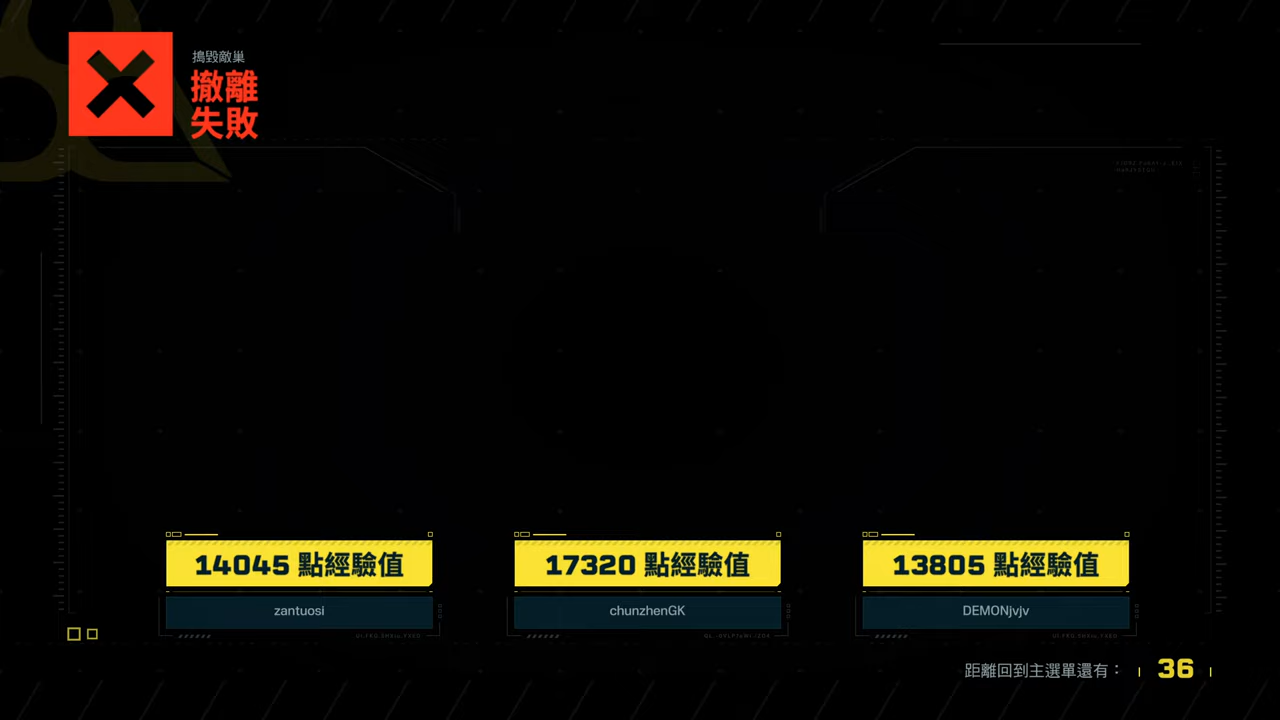 搗毀敵巢
撤離
失敗
14045 點經驗值
17320 點經驗值
13805 點經驗值
zantuosi
chunzhenGK
DEMONjvjv
距離回到主選單還有：
36